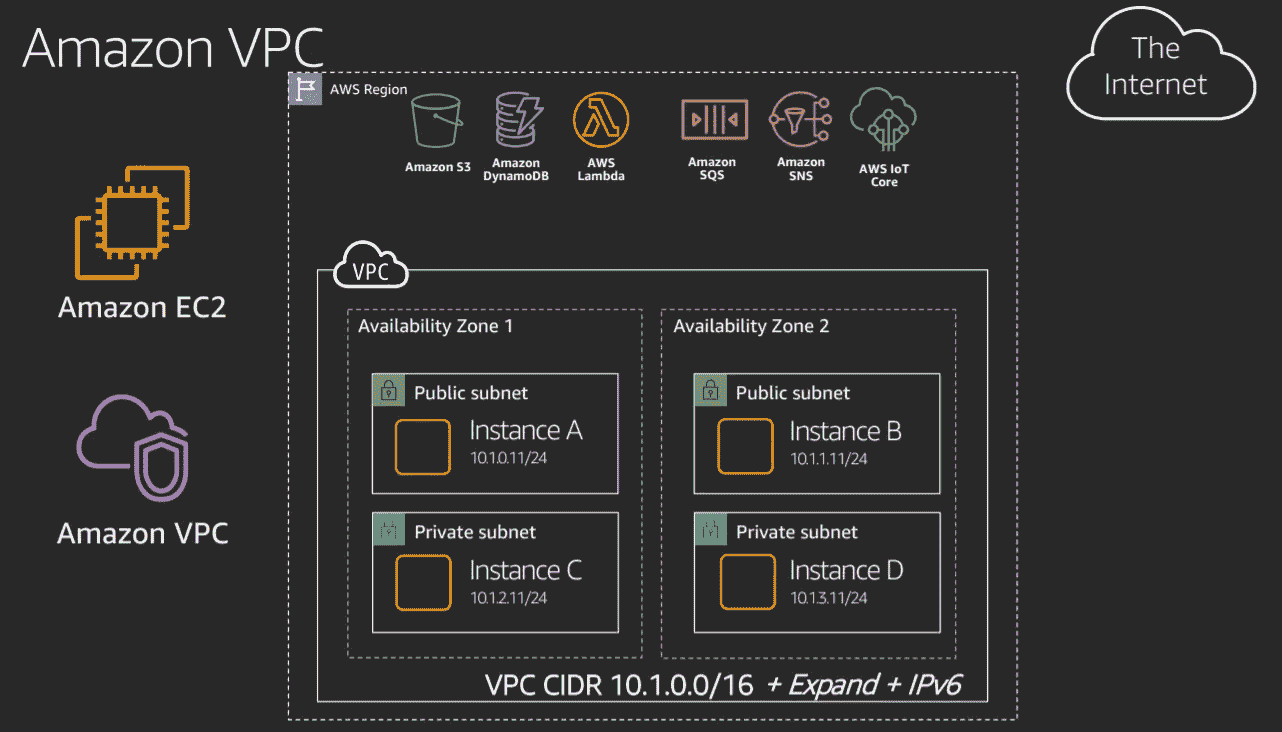 Amazon VPC
The
Internet
AWS Region
Amazon S3
Amazon
DynamoDB
AWS
Lambda
Amazon
SQS
Amazon
SNS
AWS IoT
Core
Amazon EC2
Amazon VPC
VPC
Availability Zone 1
Public subnet
Instance A
10.1.0.11/24
Private subnet
Instance C
10.1.2.11/24
Availability Zone 2
Public subnet
Instance B
10.1.1.11/24
Private subnet
Instance D
10.1.3.11/24
VPC CIDR 10.1.0.0/16 + Expand + IPv6